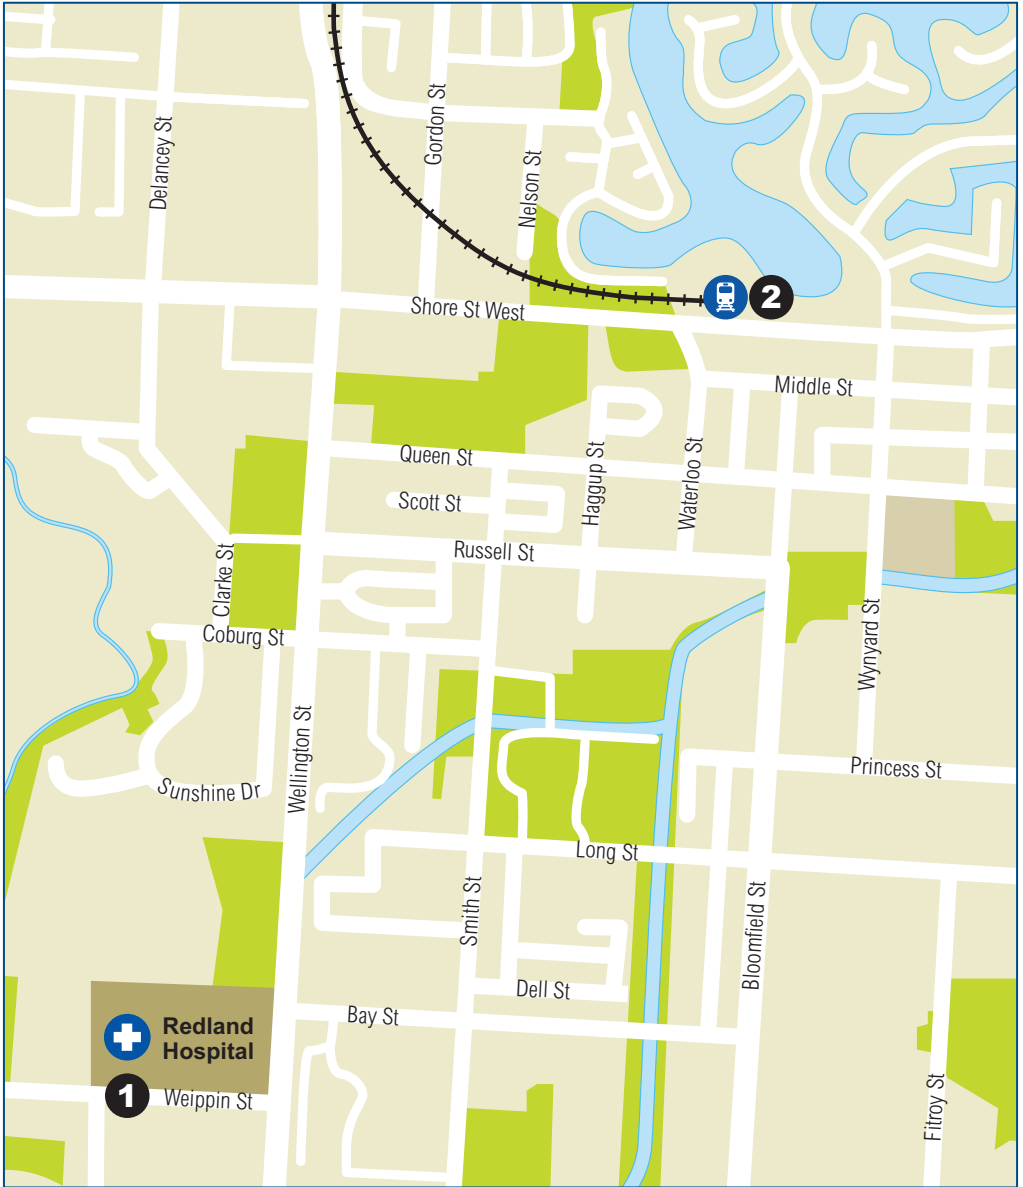 Delancey St
Gordon St
Nelson St
2
Shore St West
Middle St
Queen St
Haggup St
Waterloo St
Scott St
Russell St
Clarke St
Coburg St
Wynyard St
Wellington St
Princess St
Sunshine Dr
Long St
Smith St
Bloomfield St
Dell St
Bay St
Redland
Hospital
1
Weippin St
Fitroy St